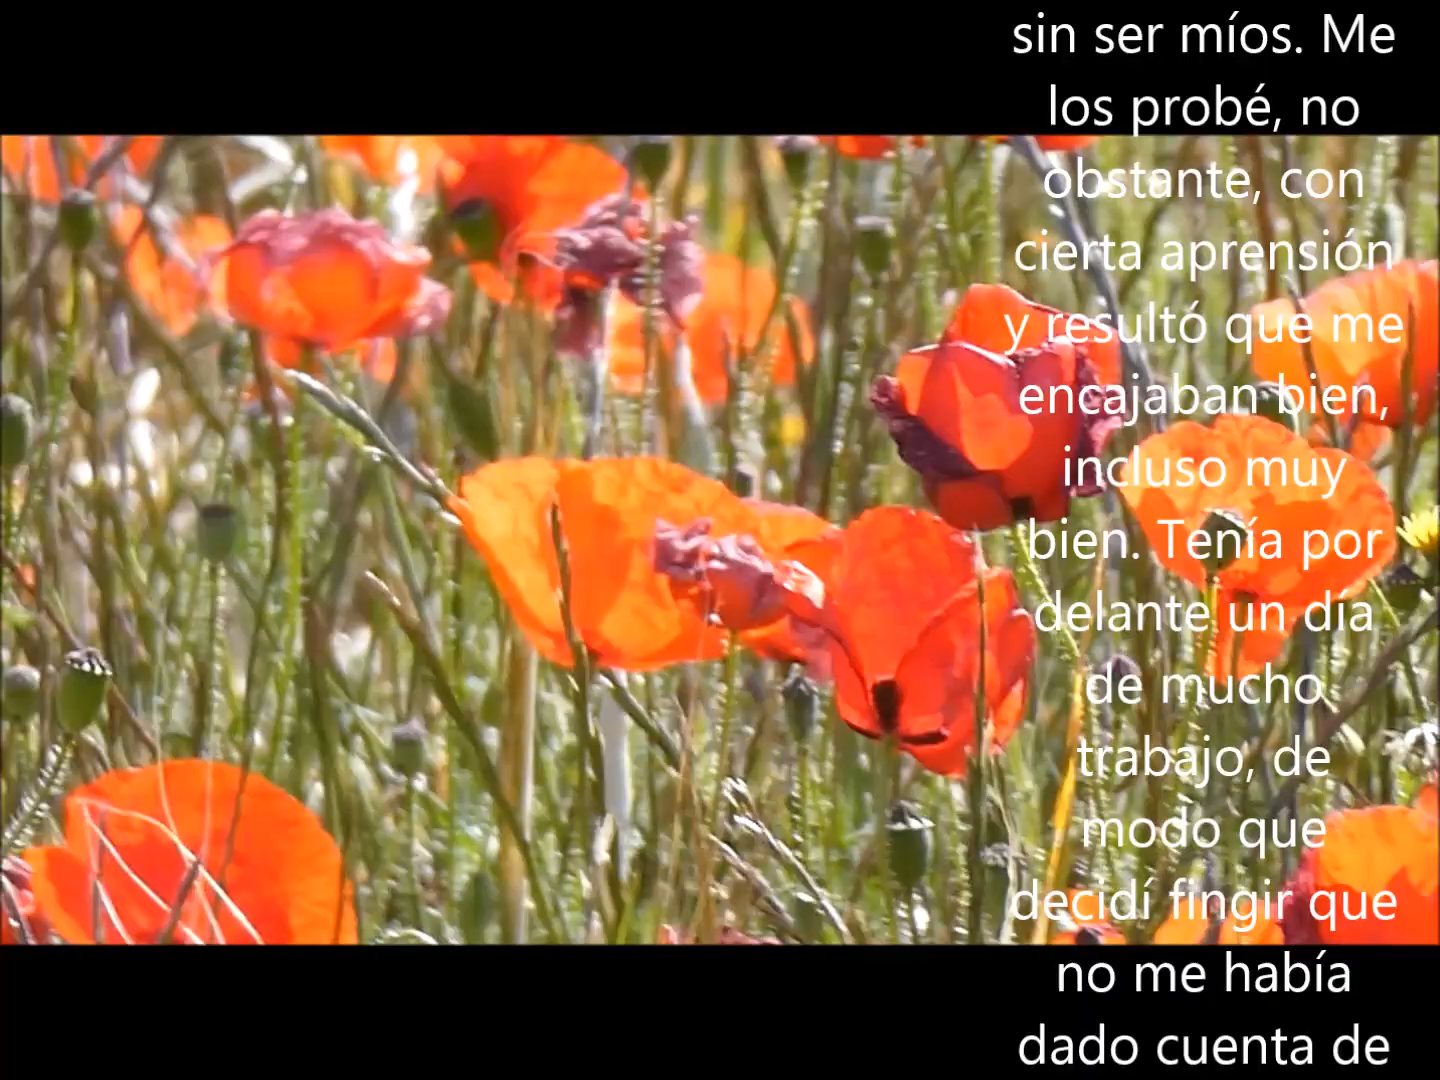 sin ser míos. Me
los probé, no
obstante, con
cierta aprensión
y resultó que me
encajaban bien,
incluso muy
bien. Tenía por
delante un día
de mucho
trabajo, de
modo que
decidí fingir que
no me había
dado cuenta de